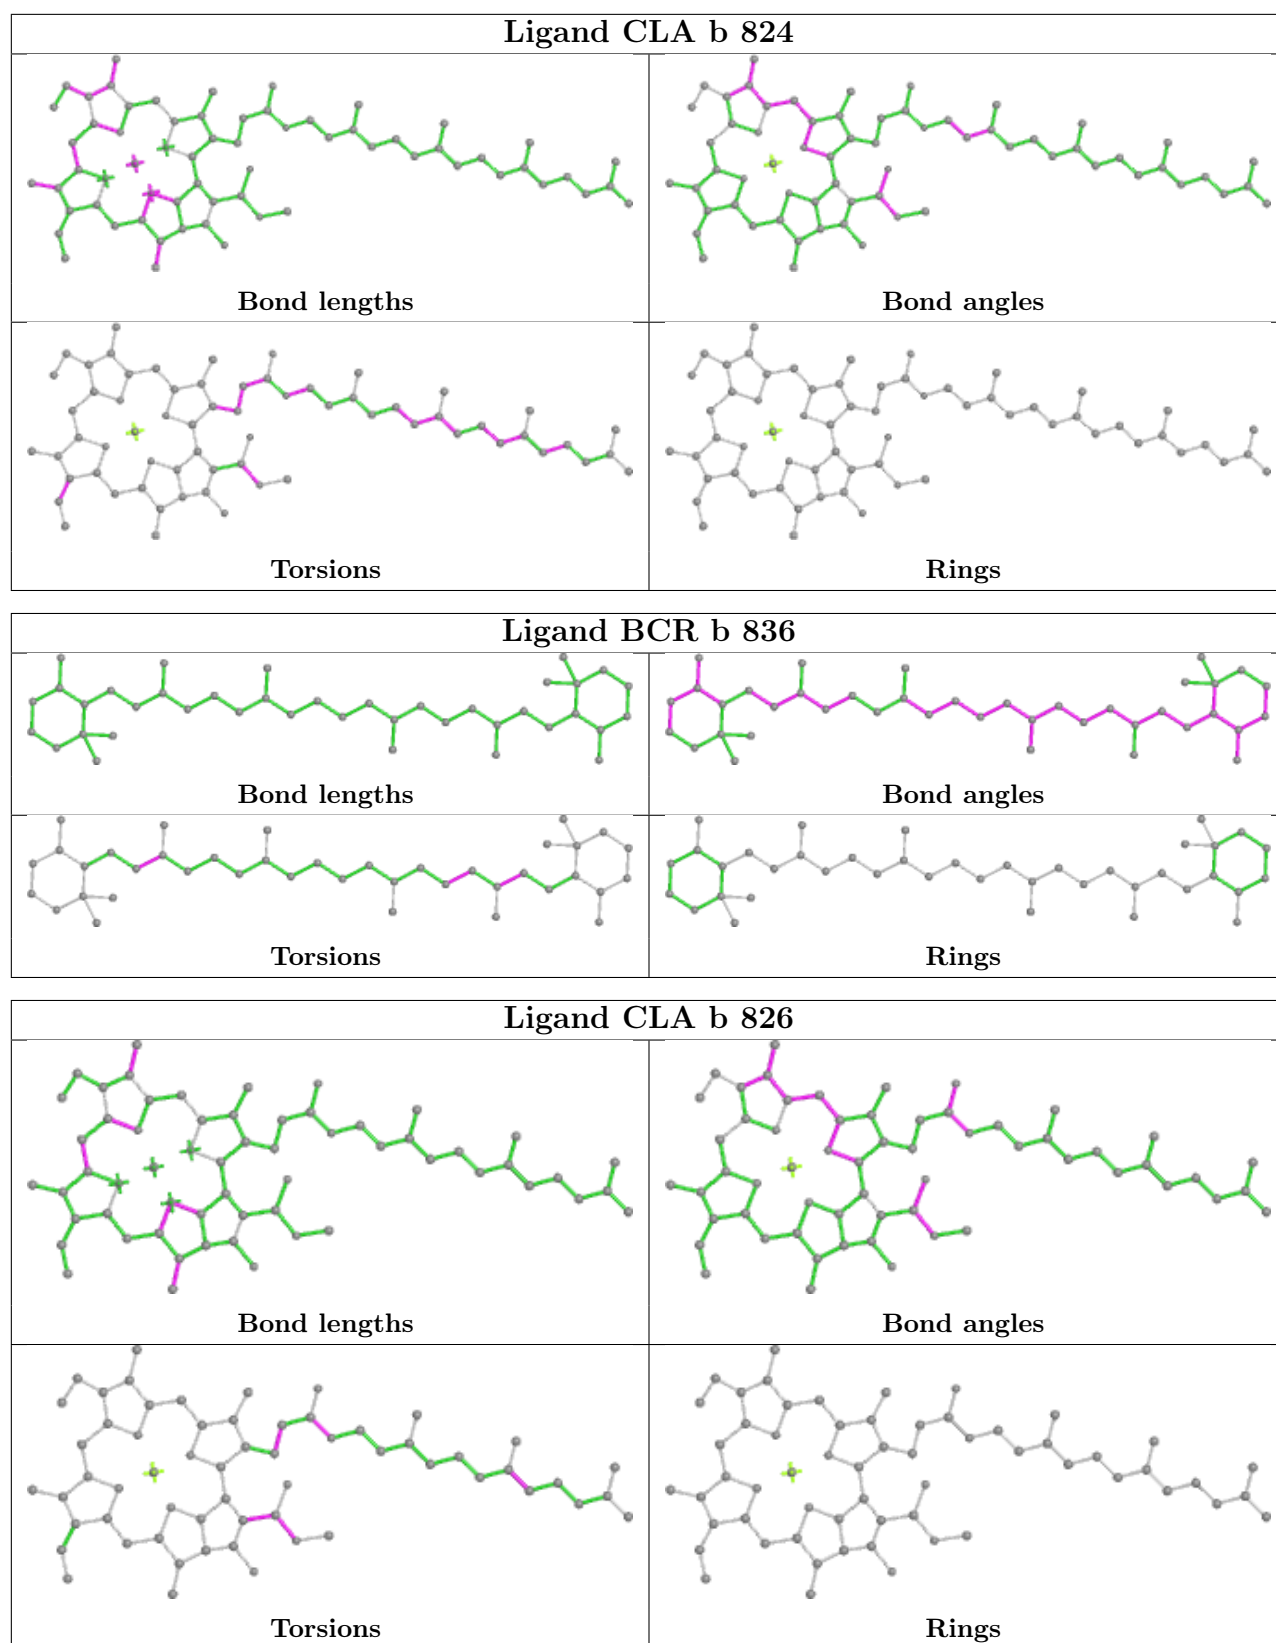 Ligand CLA b 824
Bond lengths
Bond angles
Torsions
Rings
Ligand BCR b 836
Bond lengths
Bond angles
Torsions
Rings
Ligand CLA b 826
Bond lengths
Bond angles
Torsions
Rings